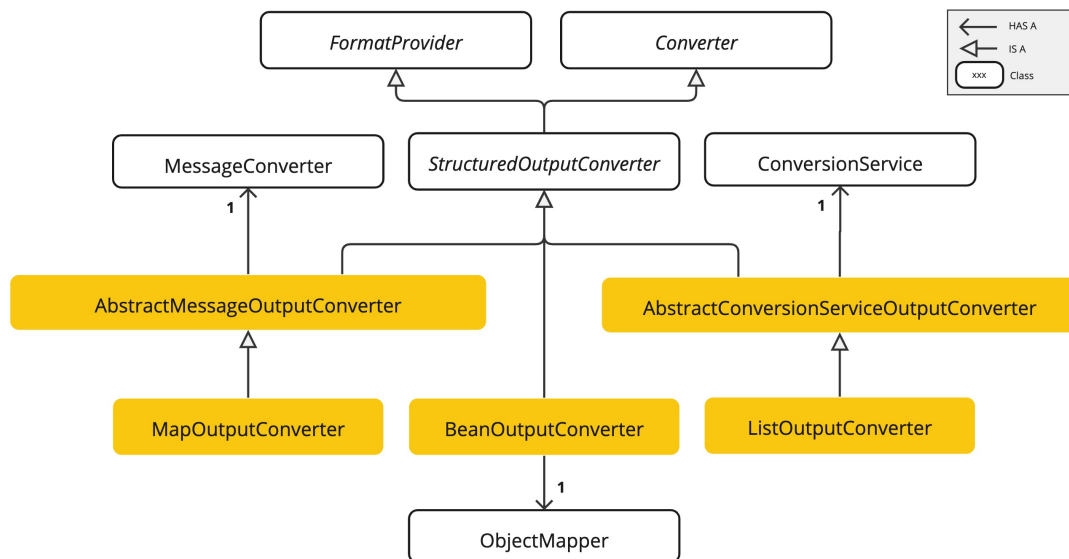 FormatProvider
Converter
HAS A
IS A
xxx
Class
MessageConverter
StructuredOutputConverter
ConversionService
1
1
AbstractMessageOutputConverter
AbstractConversionServiceOutputConverter
MapOutputConverter
BeanOutputConverter
ListOutputConverter
1
ObjectMapper